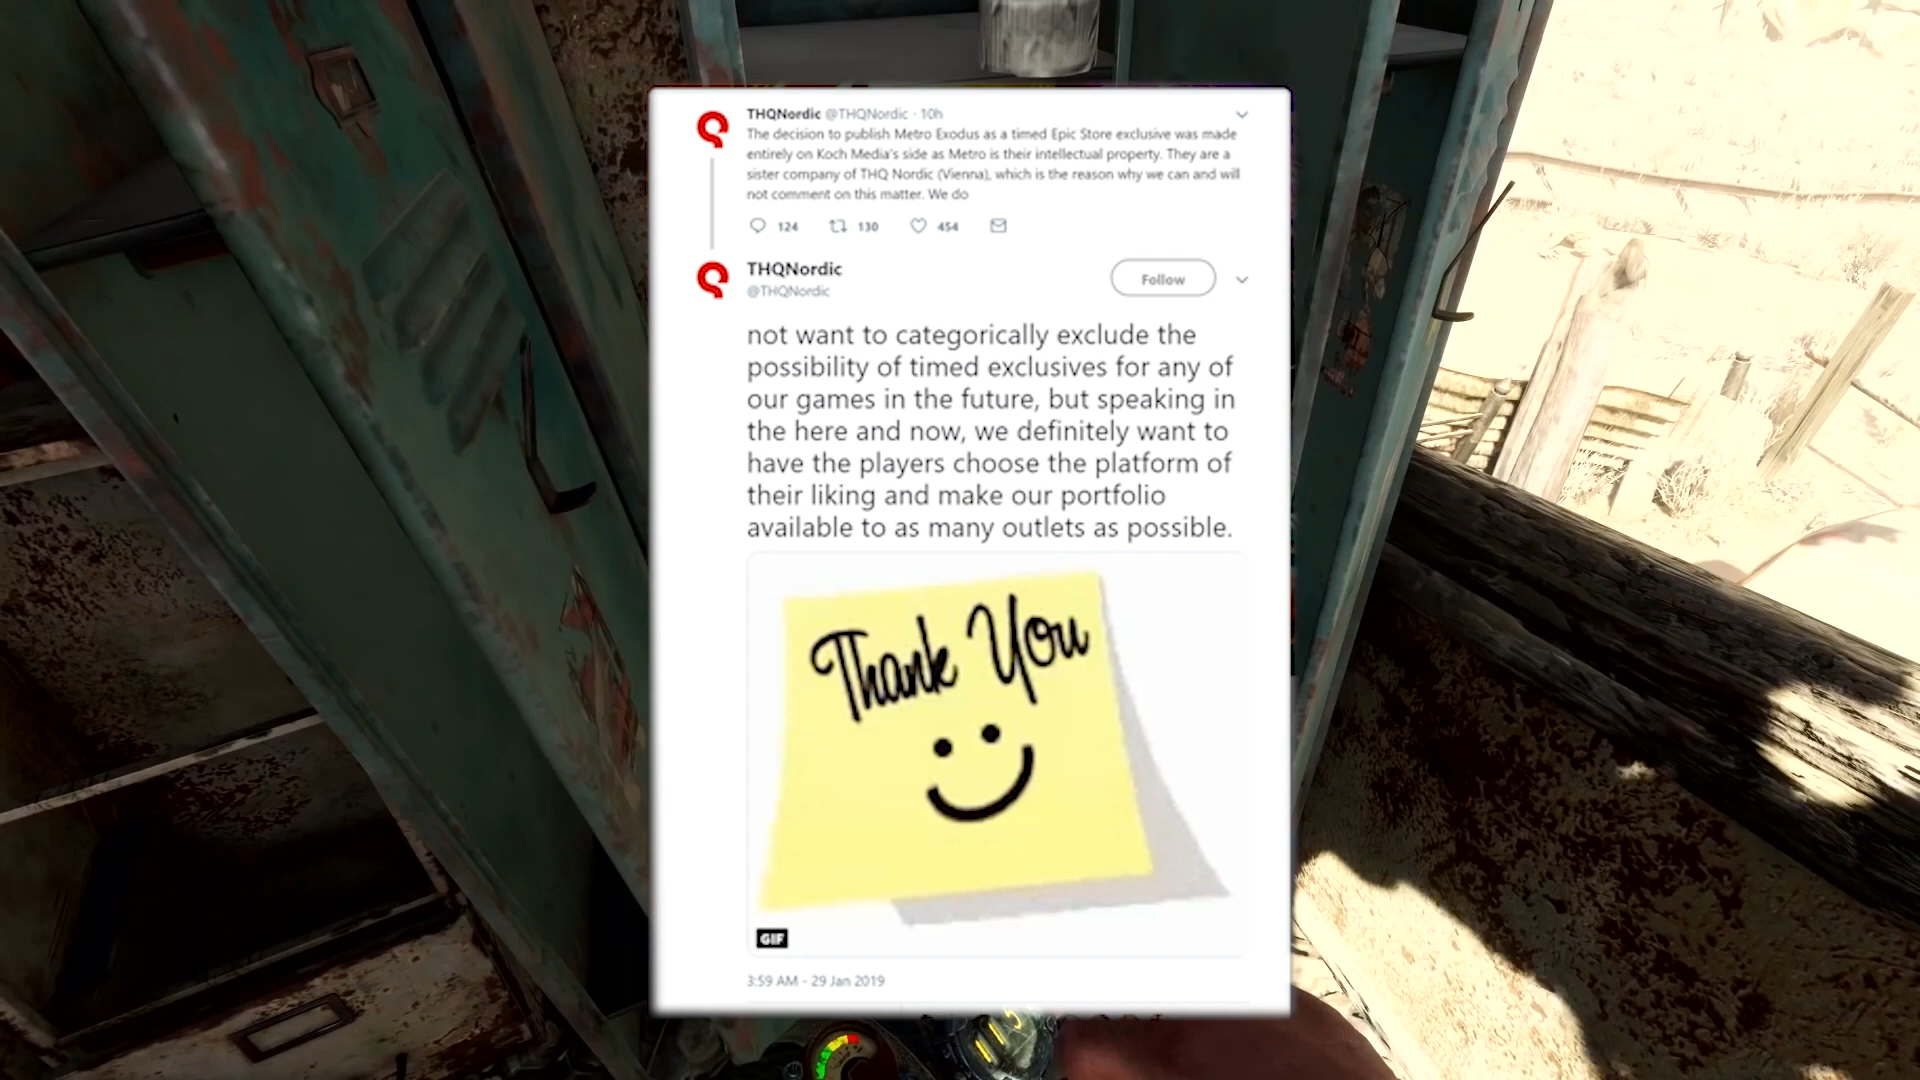 THQNordic @THQNordic · 10h
The decision to publish Metro Exodus as a timed Epic Store exclusive was made
entirely on Koch Media's side as Metro is their intellectual property. They are a
sister company of THQ Nordic (Vienna), which is the reason why we can and will
not comment on this matter. We do
124 130 454
THQNordic
Follow
@THQNordic
not want to categorically exclude the
possibility of timed exclusives for any of
our games in the future, but speaking in
the here and now, we definitely want to
have the players choose the platform of
their liking and make our portfolio
available to as many outlets as possible.
Thank You
GIF
3:59 AM - 29 Jan 2019